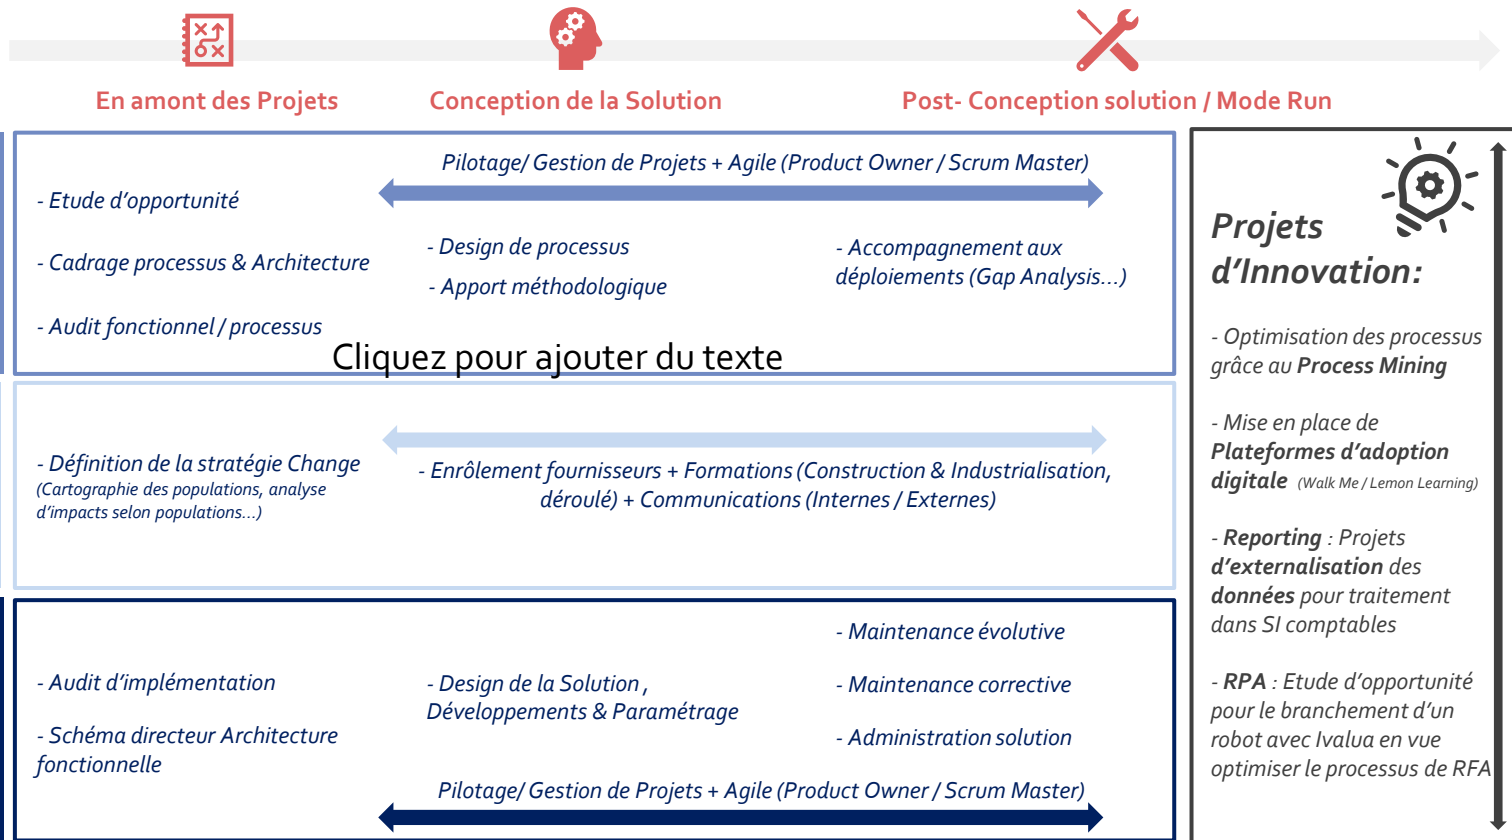 En amont des Projets
Conception de la Solution
Post- Conception solution / Mode Run
Pilotage/ Gestion de Projets + Agile (Product Owner / Scrum Master)
- Etude d’opportunité
- Cadrage processus & Architecture
- Audit fonctionnel / processus
- Design de processus
- Apport méthodologique
- Accompagnement aux
déploiements (Gap Analysis…)
Cliquez pour ajouter du texte
- Définition de la stratégie Change
(Cartographie des populations, analyse
d’impacts selon populations…)
- Enrôlement fournisseurs + Formations (Construction & Industrialisation,
déroulé) + Communications (Internes / Externes)
- Audit d’implémentation
- Schéma directeur Architecture
fonctionnelle
- Design de la Solution ,
Développements & Paramétrage
- Maintenance évolutive
- Maintenance corrective
- Administration solution
Pilotage/ Gestion de Projets + Agile (Product Owner / Scrum Master)
Projets
d’Innovation:
- Optimisation des processus
grâce au Process Mining
- Mise en place de
Plateformes d’adoption
digitale (Walk Me / Lemon Learning)
- Reporting : Projets
d’externalisation des
données pour traitement
dans SI comptables
- RPA : Etude d’opportunité
pour le branchement d’un
robot avec Ivalua en vue
optimiser le processus de RFA